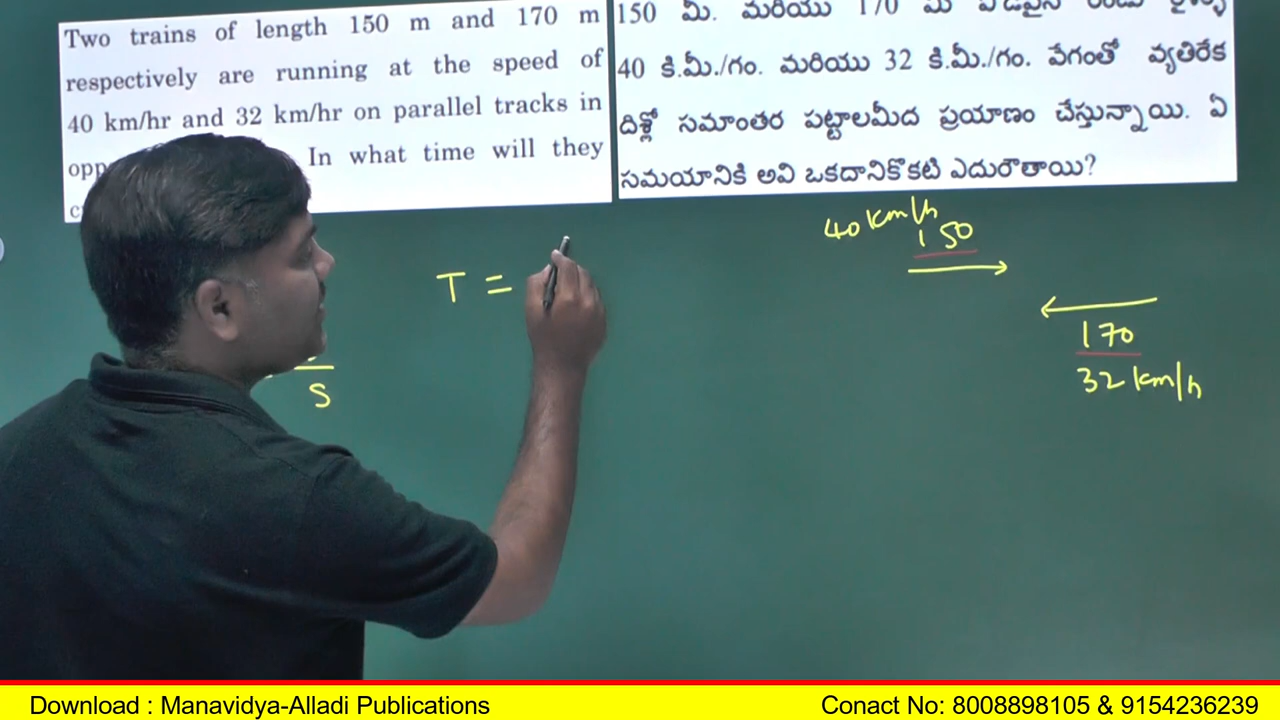 Two trains of length 150 m and 170 m
respectively are running at the speed of
40 km/hr and 32 km/hr on parallel tracks in
In what time will they
150 మీ. మరియు 170 మీ
40 కి.మీ./గం. మరియు 32 కి.మీ./గం. వేగంతో వ్యతిరేక
దిశ్లో సమాంతర పట్టాలమీద ప్రయాణం చేస్తున్నాయి. ఏ
సమయానికి అవి ఒకదానికొకటి ఎదురౌతాయి?
40 km/h
150
T =
170
S
32 km/h
Download : Manavidya-Alladi Publications
Conact No: 8008898105 & 9154236239